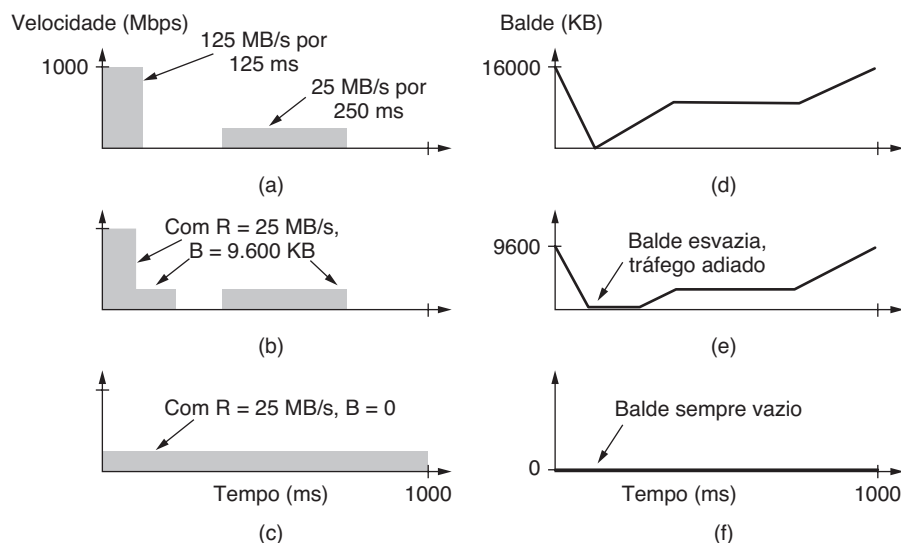 Velocidade (Mbps)
1000
125 MB/s por
125 ms
25 MB/s por
250 ms
(a)
Balde (KB)
16000
1000
(d)
Com R = 25 MB/s,
B = 9.600 KB
(b)
9600
Balde esvazia,
tráfego adiado
(e)
Com R = 25 MB/s, B = 0
Tempo (ms)
1000
(c)
Balde sempre vazio
0
Tempo (ms)
1000
(f)